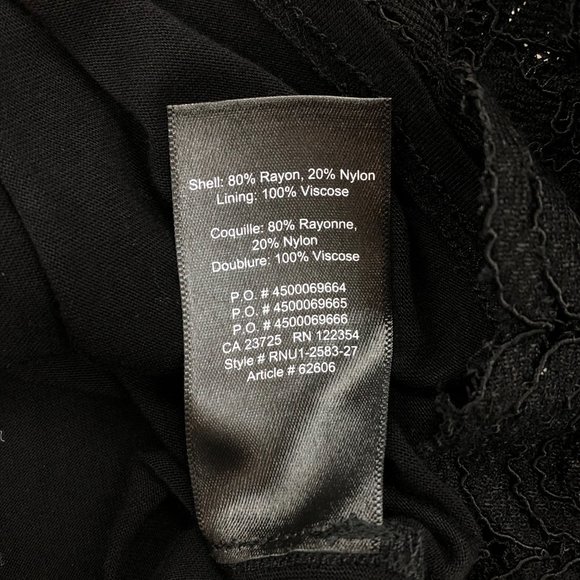 Shell: 80% Rayon, 20% Nylon
Lining: 100% Viscose
Coquille: 80% Rayonne,
20% Nylon
Doublure: 100% Viscose
P.O. # 4500069664
P.O. # 4500069665
P.O. # 4500069666
CA 23725 RN 122354
Style # RNU1-2583-27
Article # 62606